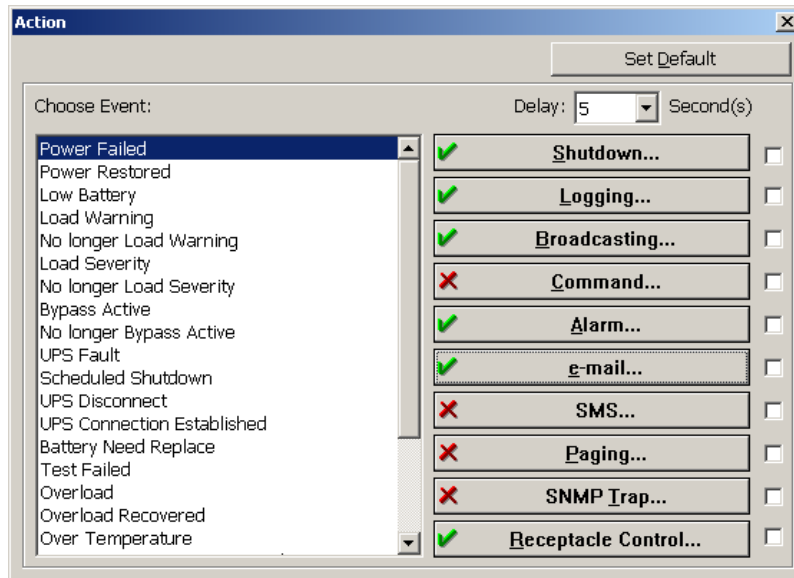 Action
Set Default
Choose Event:
Delay: 5 Second(s)
Power Failed
Power Restored
Low Battery
Load Warning
No longer Load Warning
Load Severity
No longer Load Severity
Bypass Active
No longer Bypass Active
UPS Fault
Scheduled Shutdown
UPS Disconnect
UPS Connection Established
Battery Need Replace
Test Failed
Overload
Overload Recovered
Over Temperature
Shutdown...
Logging...
Broadcasting...
Command...
Alarm...
e-mail...
SMS...
Paging...
SNMP Trap...
Receptacle Control...